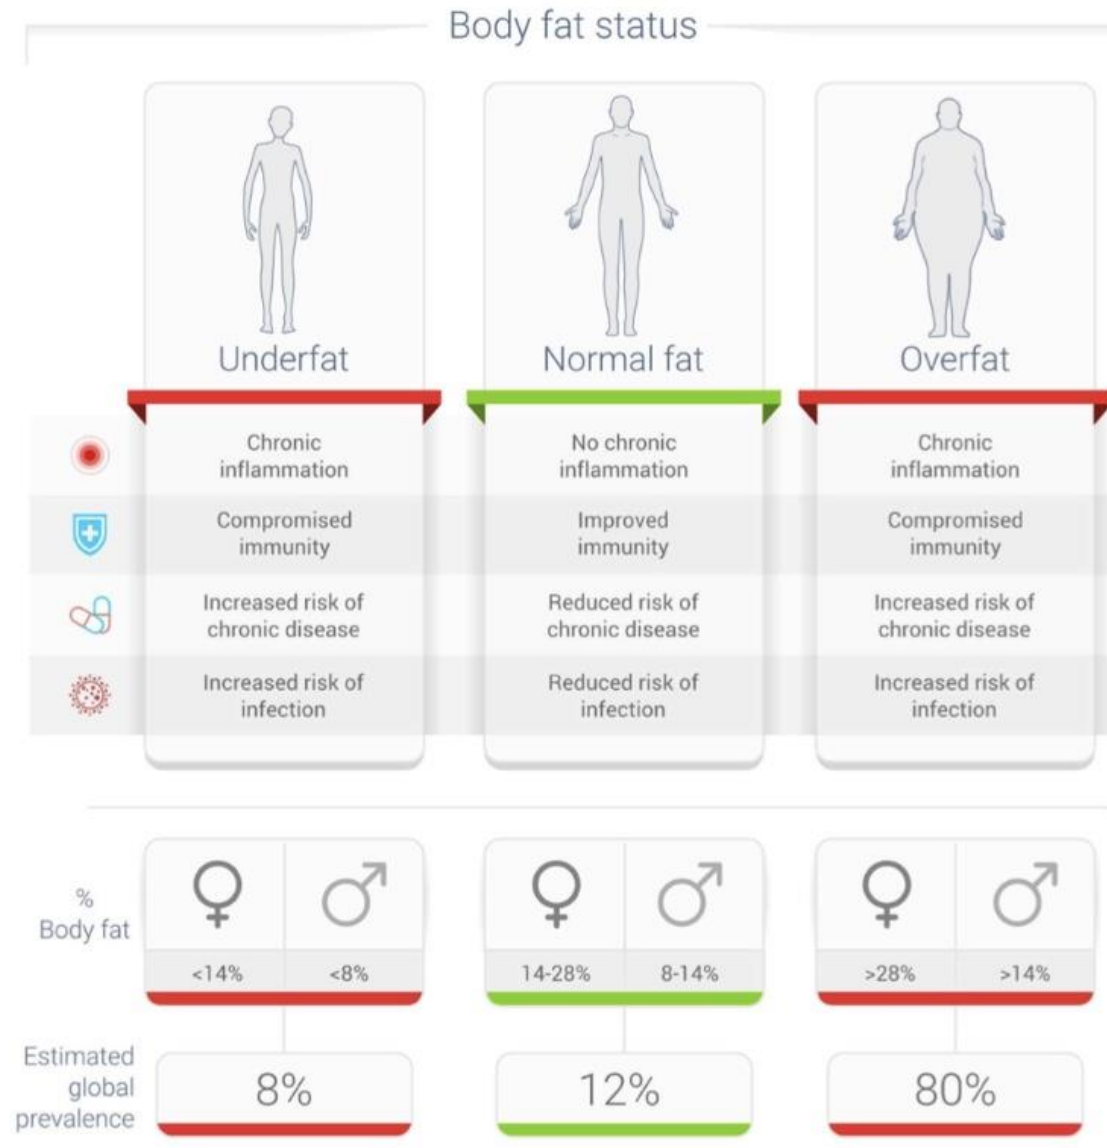 Body fat status
Underfat
Normal fat
Overfat
Chronic
inflammation
No chronic
inflammation
Chronic
inflammation
Compromised
immunity
Improved
immunity
Compromised
immunity
Increased risk of
chronic disease
Reduced risk of
chronic disease
Increased risk of
chronic disease
Increased risk of
infection
Reduced risk of
infection
Increased risk of
infection
%
Body fat
<14%
<8%
14-28%
8-14%
>28%
>14%
Estimated
global
prevalence
8%
12%
80%